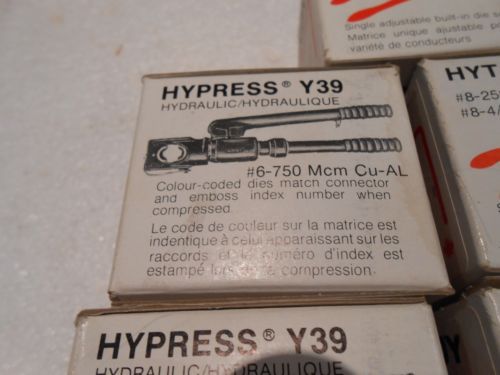 Single adjustable built-in die
Matrice unique ajustable
variété de conducteurs
HYPRESS® Y39
HYDRAULIC/HYDRAULIQUE
#6-750 Mcm Cu-AL
Colour-coded dies match connector
and emboss index number when
compressed.
Le code de couleur sur la matrice est
indentique à celui apparaissant sur les
raccords et le numéro d'index est
estampé lors de la compression.
HYT
#8-25
#8-4/
HYPRESS® Y39
HYDRAULIC/HYDRAULIQUE
HY